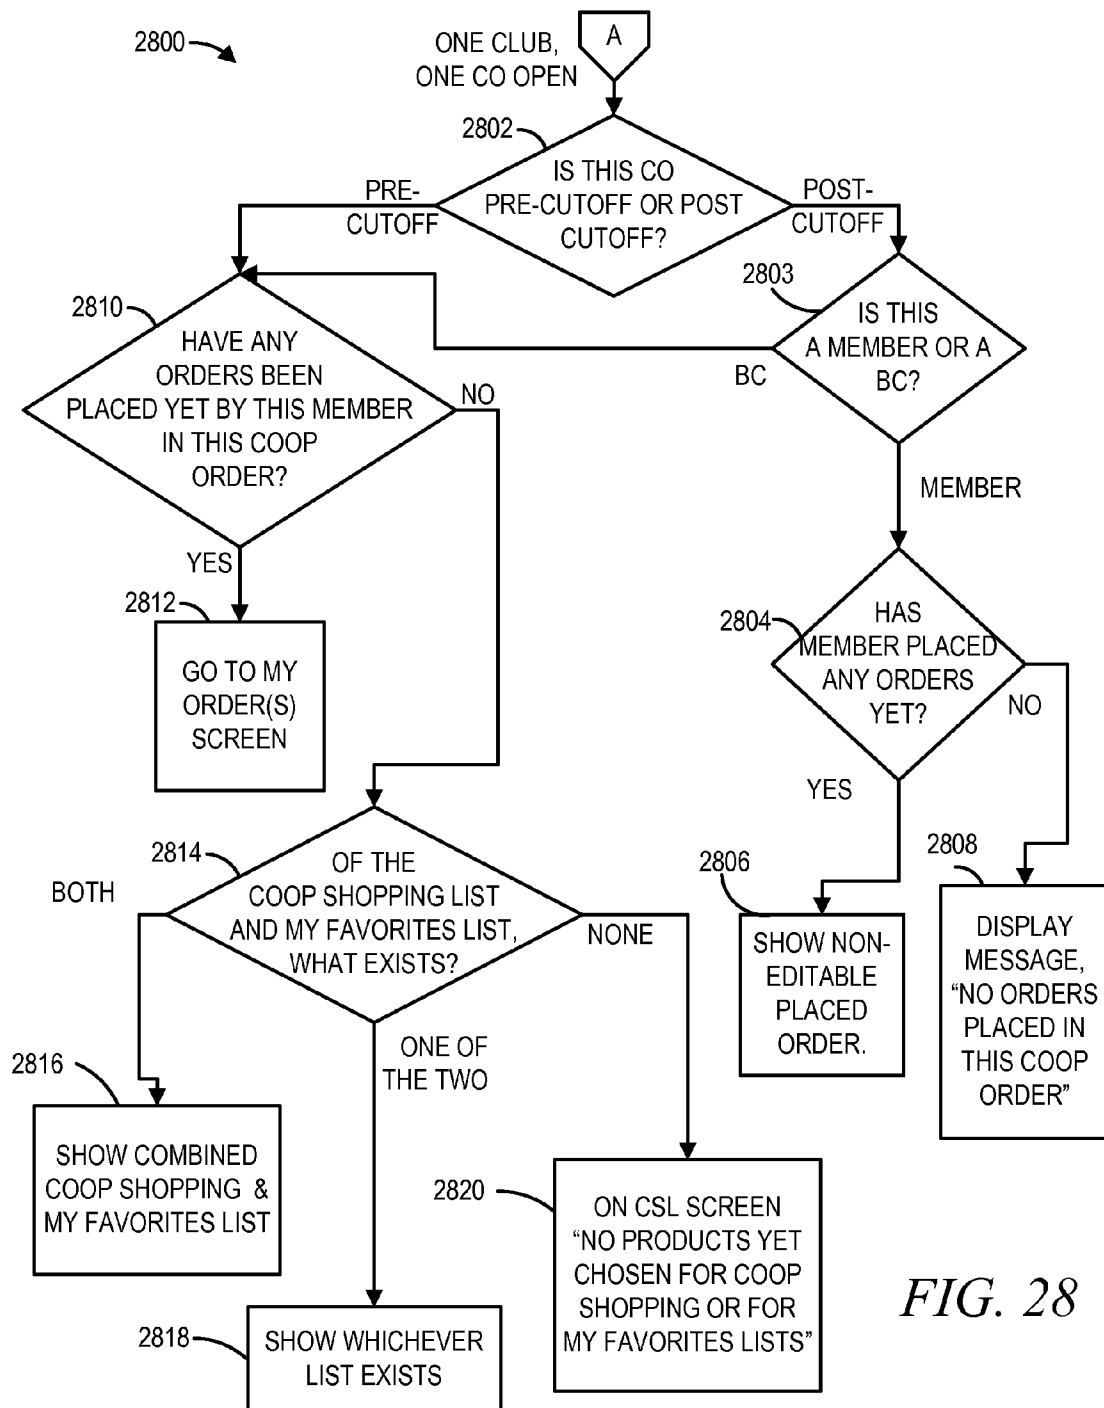 2800
ONE CLUB,
ONE CO OPEN
A
2802
IS THIS CO
PRE-CUTOFF OR POST
CUTOFF?
PRE-
CUTOFF
POST-
CUTOFF
2803
IS THIS
A MEMBER OR A
BC?
BC
MEMBER
2810
HAVE ANY
ORDERS BEEN
PLACED YET BY THIS MEMBER
IN THIS COOP
ORDER?
NO
YES
2812
GO TO MY
ORDER(S)
SCREEN
2804
HAS
MEMBER PLACED
ANY ORDERS
YET?
NO
YES
2806
SHOW NON-
EDITABLE
PLACED
ORDER.
2808
DISPLAY
MESSAGE,
“NO ORDERS
PLACED IN
THIS COOP
ORDER”
2814
OF THE
COOP SHOPPING LIST
AND MY FAVORITES LIST,
WHAT EXISTS?
BOTH
NONE
ONE OF
THE TWO
2816
SHOW COMBINED
COOP SHOPPING &
MY FAVORITES LIST
2818
SHOW WHICHEVER
LIST EXISTS
2820
ON CSL SCREEN
“NO PRODUCTS YET
CHOSEN FOR COOP
SHOPPING OR FOR
MY FAVORITES LISTS”
FIG. 28